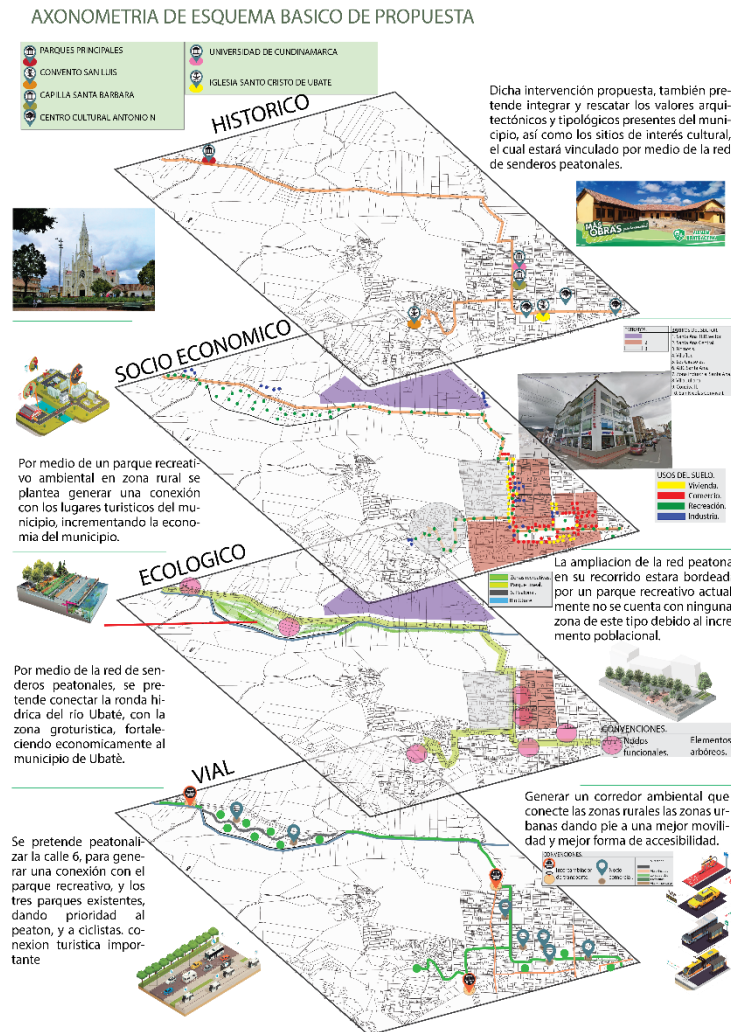 AXONOMETRIA DE ESQUEMA BASICO DE PROPUESTA
PARQUES PRINCIPALES
CONVENTO SAN LUIS
CAPILLA SANTA BARBARA
CENTRO CULTURAL ANTONIO N
UNIVERSIDAD DE CUNDINAMARCA
IGLESIA SANTO CRISTO DE UBATE
HISTORICO
Dicha intervención propuesta, también pre-
tende integrar y rescatar los valores arqui-
tectónicos y tipológicos presentes del muni-
cipio, así como los sitios de interés cultural,
el cual estará vinculado por medio de la red
de senderos peatonales.
MÁS
OBRAS
SOCIO ECONOMICO
Por medio de un parque recreati-
vo ambiental en zona rural se
plantea generar una conexión
con los lugares turisticos del mu-
nicipio, incrementando la econo-
mia del municipio.
USOS DEL SUELO.
Vivienda.
Comercio.
Recreación.
Industria.
ECOLOGICO
La ampliacion de la red peatona
en su recorrido estara bordead
por un parque recreativo actual
mente no se cuenta con ninguna
zona de este tipo debido al incre
mento poblacional.
Por medio de la red de sen-
deros peatonales, se pre-
tende conectar la ronda hí-
drica del río Ubaté, con la
zona groturistica, fortale-
ciendo economicamente al
municipio de Ubatè.
CONVENCIONES.
Nodos
funcionales.
Elementos
arbóreos.
VIAL
Generar un corredor ambiental que
conecte las zonas rurales las zonas ur-
banas dando pie a una mejor movili-
dad y mejor forma de accesibilidad.
CONVENCIONES
Se pretende peatonali-
zar la calle 6, para gene-
rar una conexión con el
parque recreativo, y los
tres parques existentes,
dando prioridad al
peaton, y a ciclistas. co-
nexion turistica impor-
tante